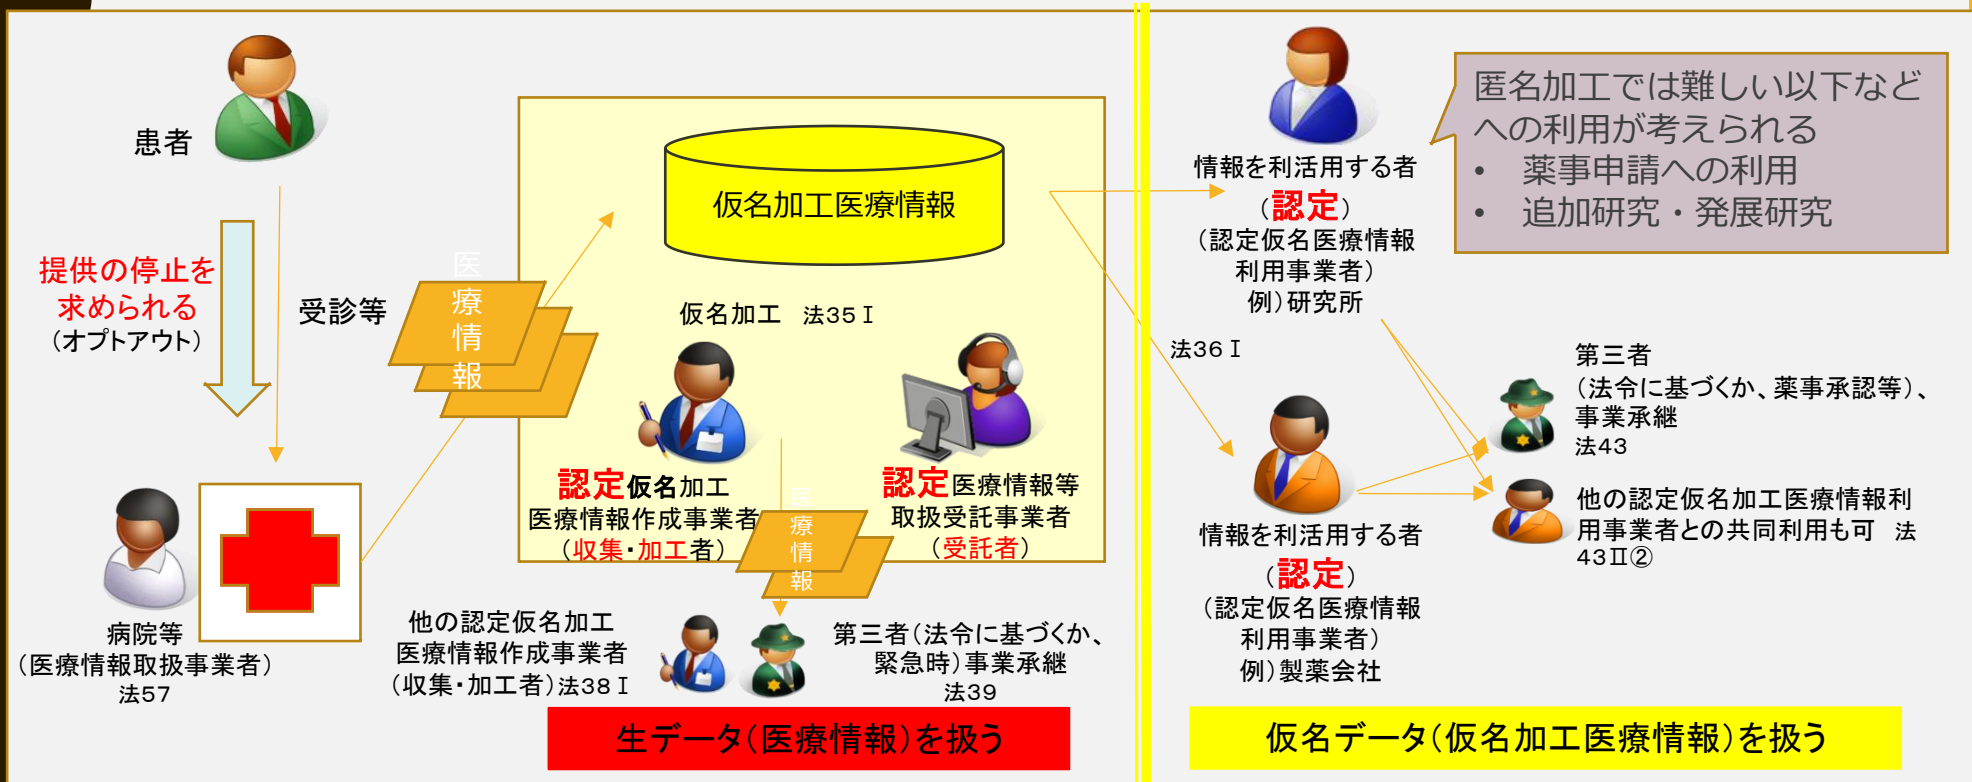 患者
提供の停止を
求められる
（オプトアウト）
受診等
医
療
情
報
病院等
（医療情報取扱事業者）
法57
仮名加工医療情報
仮名加工　法35Ⅰ
認定仮名加工
医療情報作成事業者
（収集・加工者）
認定医療情報等
取扱受託事業者
（受託者）
医
療
情
報
他の認定仮名加工
医療情報作成事業者
（収集・加工者）法38Ⅰ
第三者（法令に基づくか、
緊急時）事業承継
法39
生データ（医療情報）を扱う
情報を利活用する者
（認定）
（認定仮名医療情報
利用事業者）
例）研究所
匿名加工では難しい以下など
への利用が考えられる
• 薬事申請への利用
• 追加研究・発展研究
法36Ⅰ
第三者
（法令に基づくか、薬事承認等）、
事業承継
法43
他の認定仮名加工医療情報利
用事業者との共同利用も可　法
43Ⅱ②
情報を利活用する者
（認定）
（認定仮名医療情報
利用事業者）
例）製薬会社
仮名データ（仮名加工医療情報）を扱う